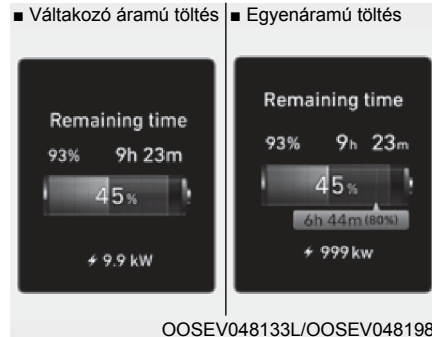 ■ Váltakozó áramú töltés
Remaining time
93% 9h 23m
45%
⚡ 9.9 kW
■ Egyenáramú töltés
Remaining time
93% 9h 23m
45%
6h 44m (80%)
⚡ 999 kw
OOSEV048133L/OOSEV048198